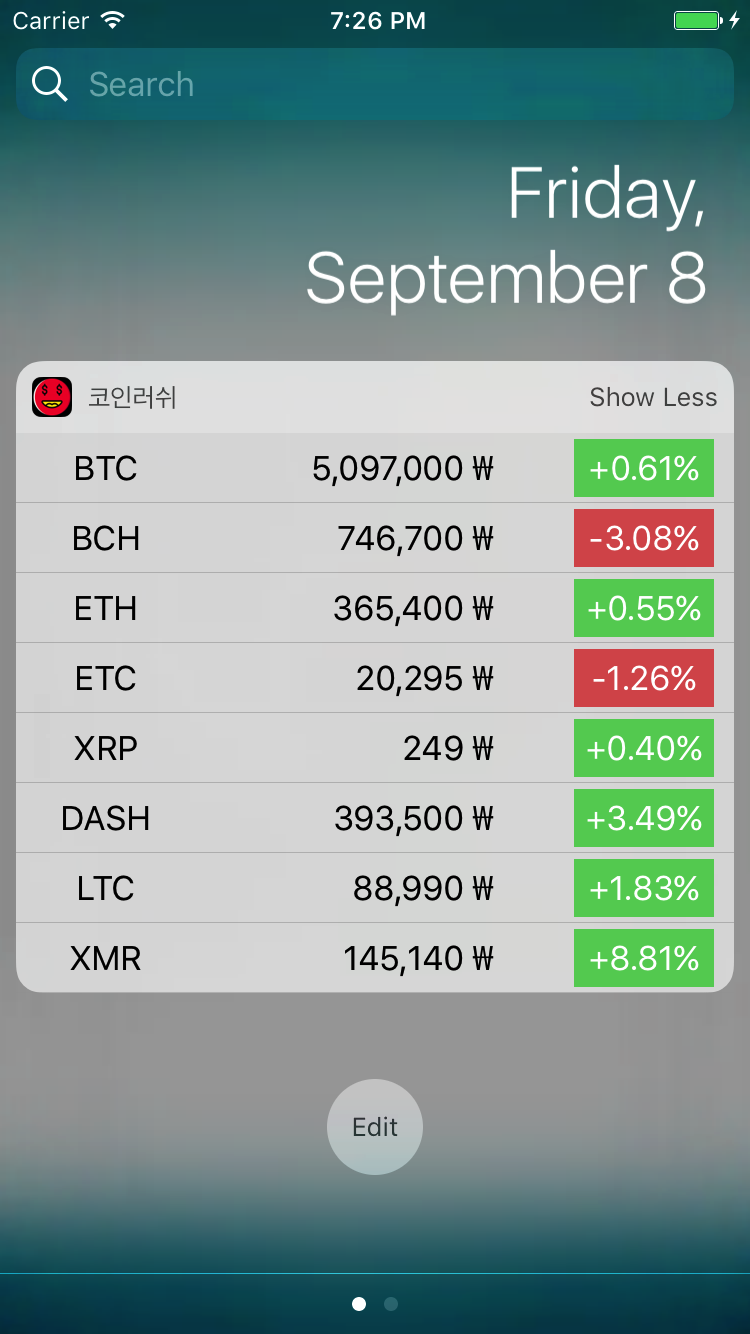 Carrier 7:26 PM
Search
Friday,
September 8
코인러쉬 Show Less
BTC 5,097,000 ₩ +0.61%
BCH 746,700 ₩ -3.08%
ETH 365,400 ₩ +0.55%
ETC 20,295 ₩ -1.26%
XRP 249 ₩ +0.40%
DASH 393,500 ₩ +3.49%
LTC 88,990 ₩ +1.83%
XMR 145,140 ₩ +8.81%
Edit